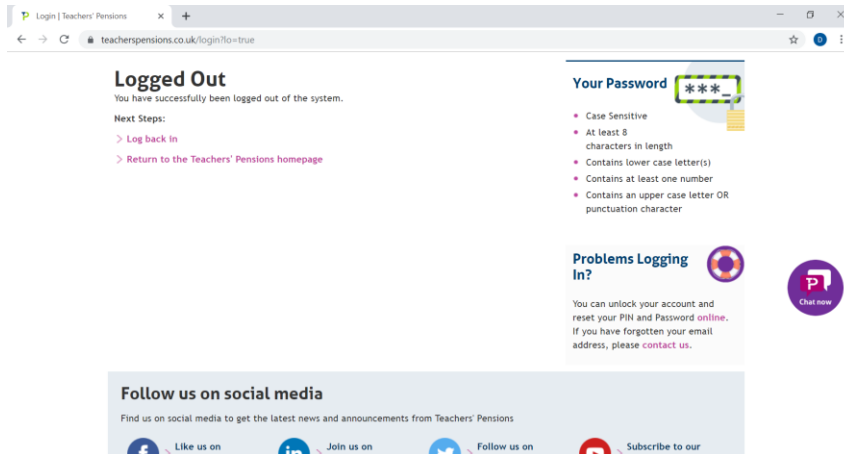 Login | Teachers' Pensions
teacherspensions.co.uk/login?lo=true
D
Logged Out
You have successfully been logged out of the system.
Next Steps:
Log back in
Return to the Teachers' Pensions homepage
Your Password
***_
Case Sensitive
At least 8
characters in length
Contains lower case letter(s)
Contains at least one number
Contains an upper case letter OR
punctuation character
Problems Logging
In?
You can unlock your account and
reset your PIN and Password online.
If you have forgotten your email
address, please contact us.
Chat now
Follow us on social media
Find us on social media to get the latest news and announcements from Teachers' Pensions
Like us on
Join us on
Follow us on
Subscribe to our